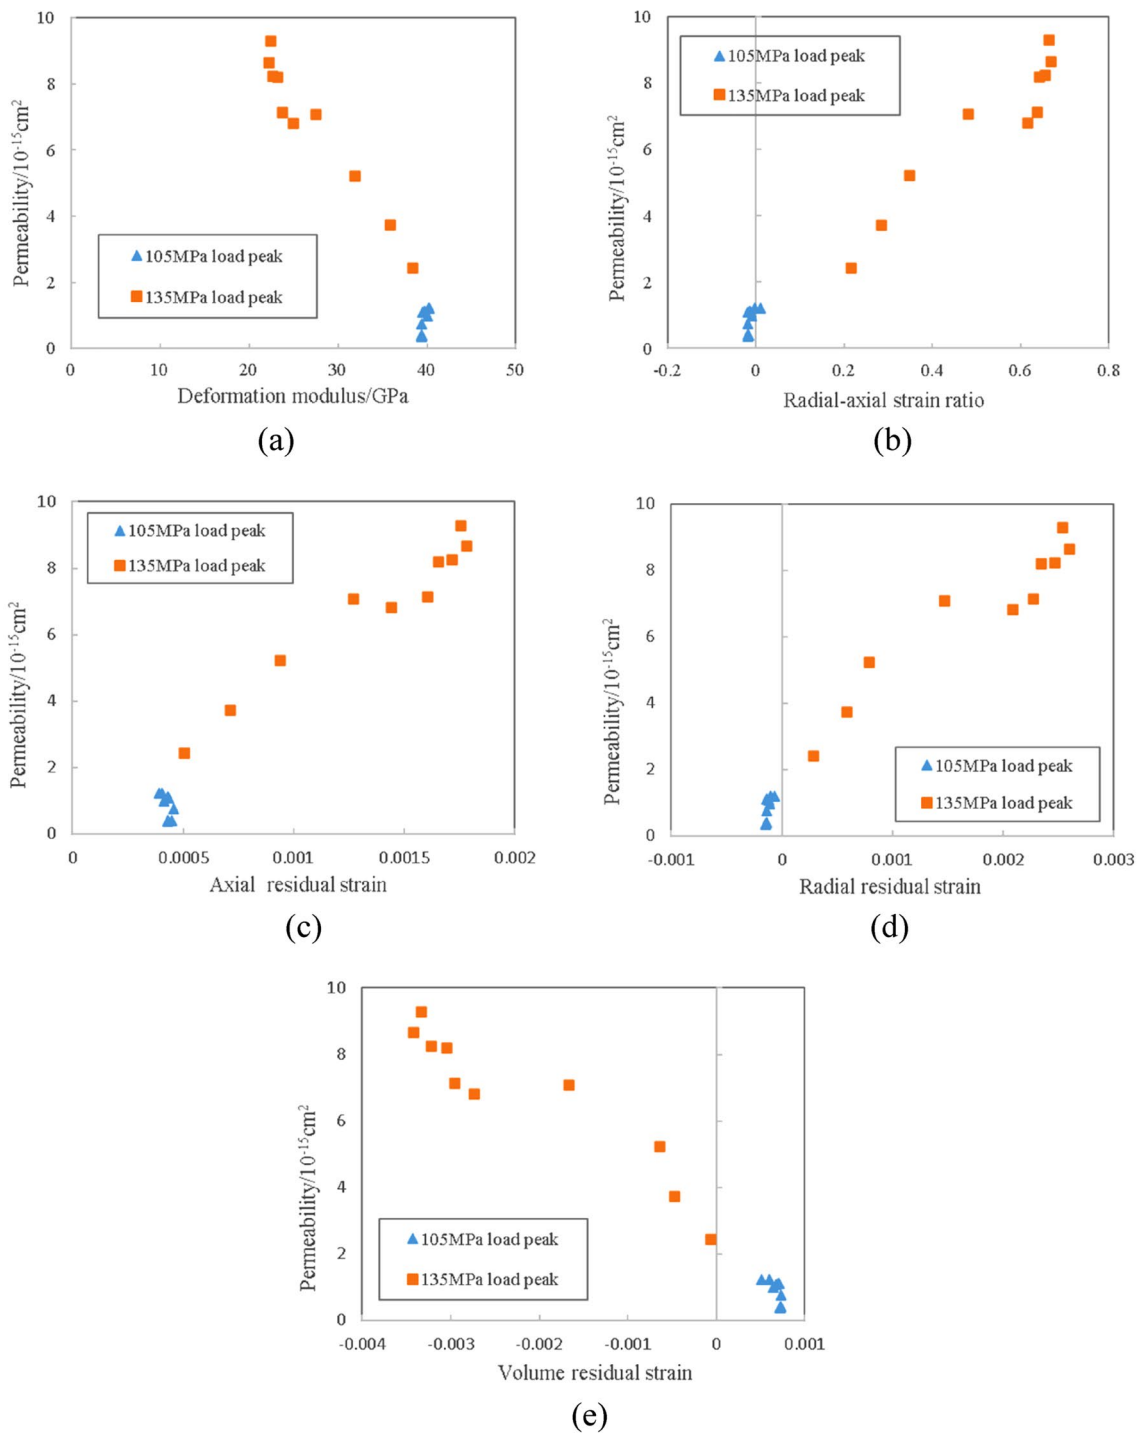 10
8
6
4
2
0
Permeability/10⁻¹⁵cm²
105MPa load peak
135MPa load peak
0 10 20 30 40 50
Deformation modulus/GPa
(a)
10
8
6
4
2
0
Permeability/10⁻¹⁵cm²
105MPa load peak
135MPa load peak
-0.2 0 0.2 0.4 0.6 0.8
Radial-axial strain ratio
(b)
10
8
6
4
2
0
Permeability/10⁻¹⁵cm²
105MPa load peak
135MPa load peak
0 0.0005 0.001 0.0015 0.002
Axial residual strain
(c)
10
8
6
4
2
0
Permeability/10⁻¹⁵cm²
105MPa load peak
135MPa load peak
-0.001 0 0.001 0.002 0.003
Radial residual strain
(d)
10
8
6
4
2
0
Permeability/10⁻¹⁵cm²
105MPa load peak
135MPa load peak
-0.004 -0.003 -0.002 -0.001 0 0.001
Volume residual strain
(e)